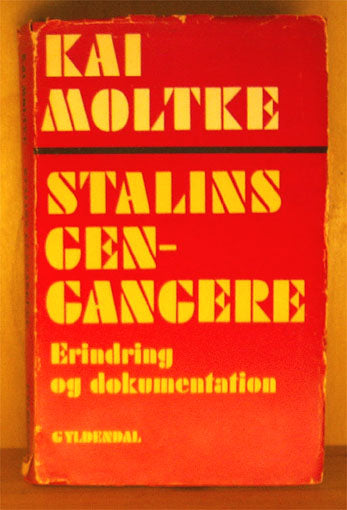 KAI
MOLTKE
STALINS
GEN-
GANGERE
Erindring
og dokumentation
GYLDENDAL